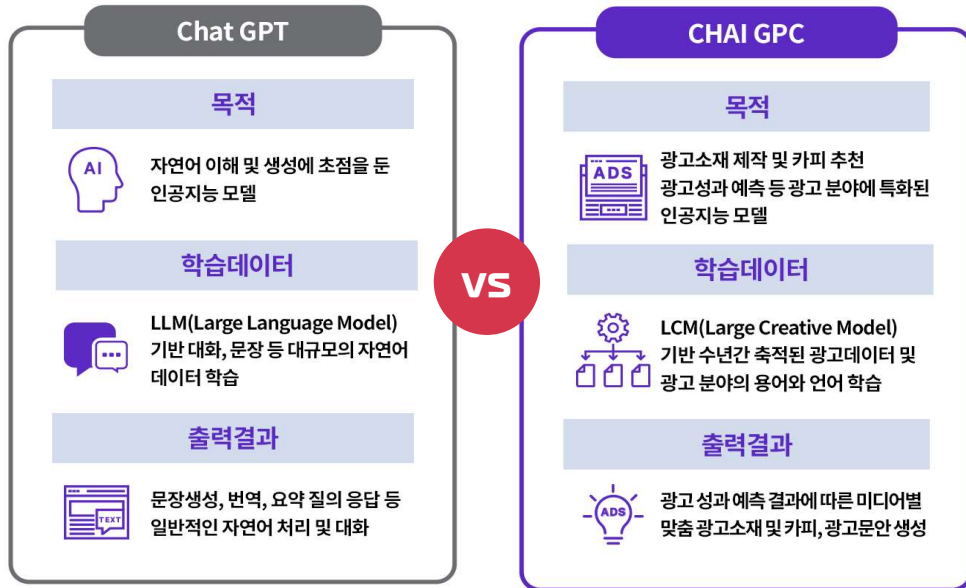 Chat GPT
목적
AI
자연어 이해 및 생성에 초점을 둔
인공지능 모델
학습데이터
LLM(Large Language Model)
기반 대화, 문장 등 대규모의 자연어
데이터 학습
출력결과
TEXT
문장생성, 번역, 요약 질의 응답 등
일반적인 자연어 처리 및 대화
VS
CHAI GPC
목적
ADS
광고소재 제작 및 카피 추천
광고성과 예측 등 광고 분야에 특화된
인공지능 모델
학습데이터
LCM(Large Creative Model)
기반 수년간 축적된 광고데이터 및
광고 분야의 용어와 언어 학습
출력결과
ADS
광고 성과 예측 결과에 따른 미디어별
맞춤 광고소재 및 카피, 광고문안 생성